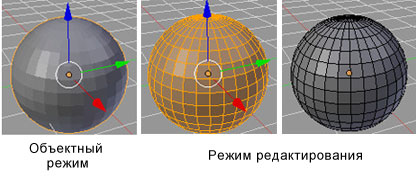 Объектный
режим
Режим редактирования